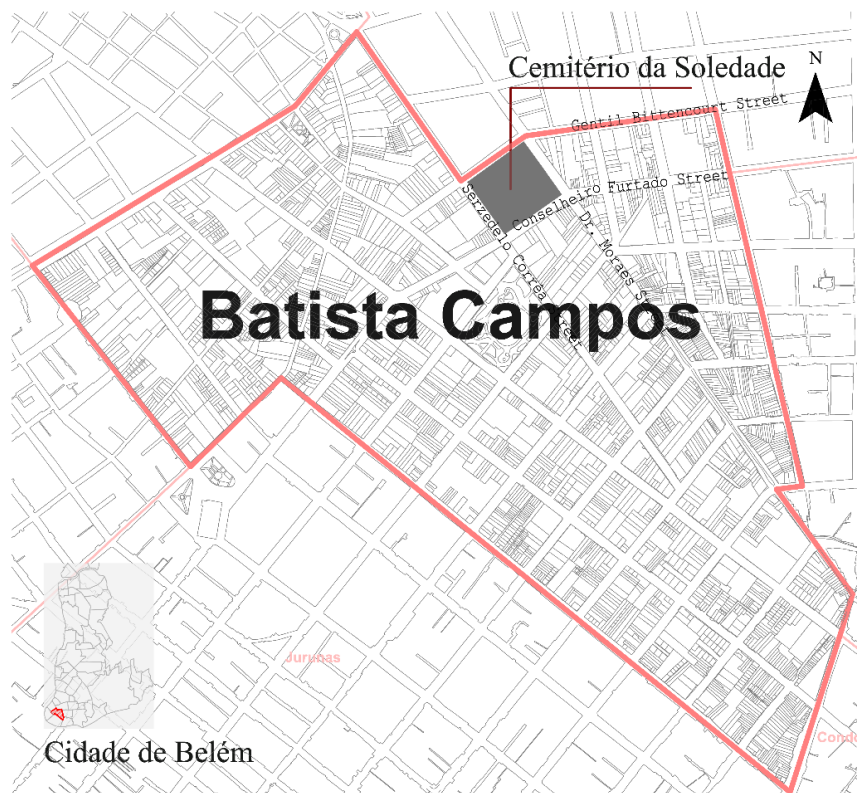 Cemitério da Soledade
N
Gentil Bittencourt Street
Conselheiro Furtado Street
Serzedelo Corrêa Street
Dr. Moraes St
Batista Campos
Jurunas
Cidade de Belém
Cond